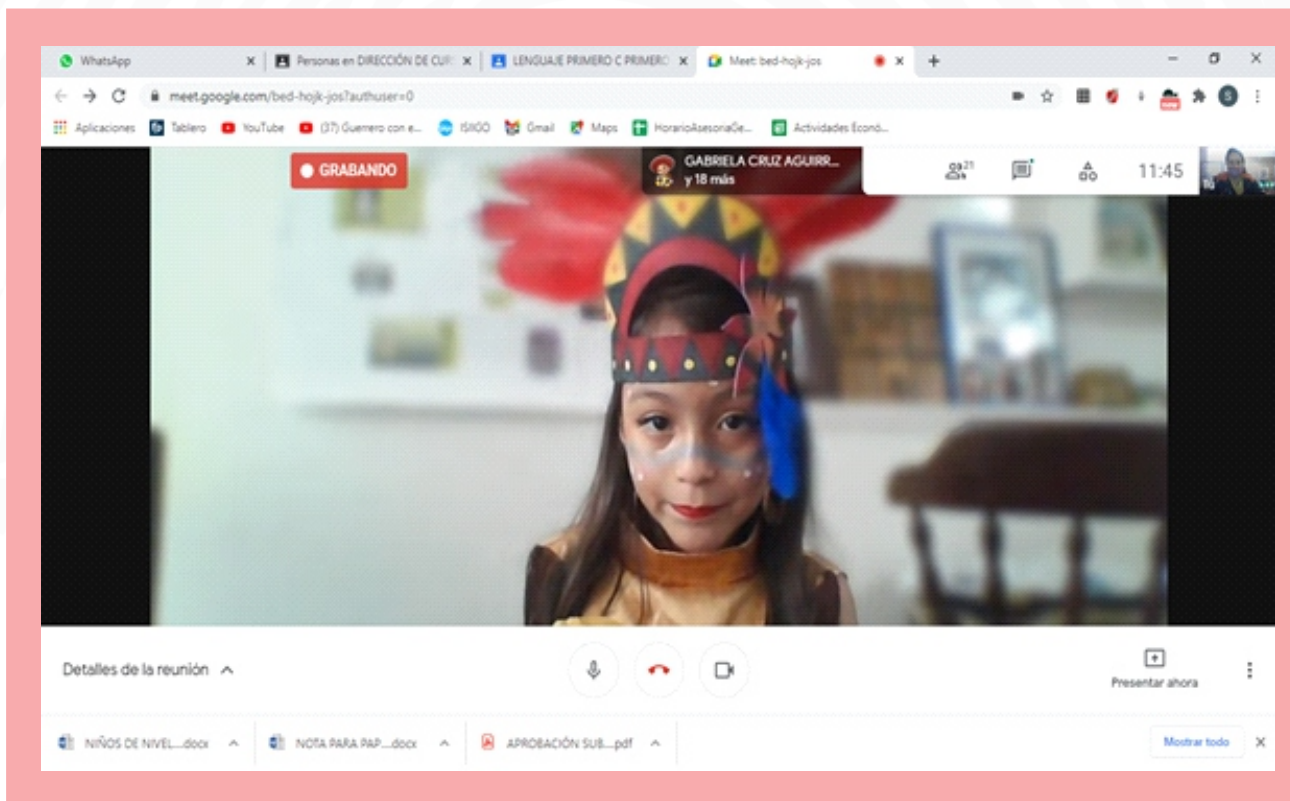 WhatsApp
Personas en DIRECCIÓN DE CUR
LENGUAJE PRIMERO C PRIMERO
Meet: bed-hojk-jos
meet.google.com/bed-hojk-jos?authuser=0
Aplicaciones
Tablero
YouTube
(37) Guerrero con e...
ISIIGO
Gmail
Maps
HorarioAsesoriaGe...
Actividades Econó...
GRABANDO
GABRIELA CRUZ AGUIRR...
y 18 más
21
11:45
Tú
Detalles de la reunión
Presentar ahora
NIÑOS DE NIVEL....docx
NOTA PARA PAP....docx
APROBACIÓN SUB....pdf
Mostrar todo